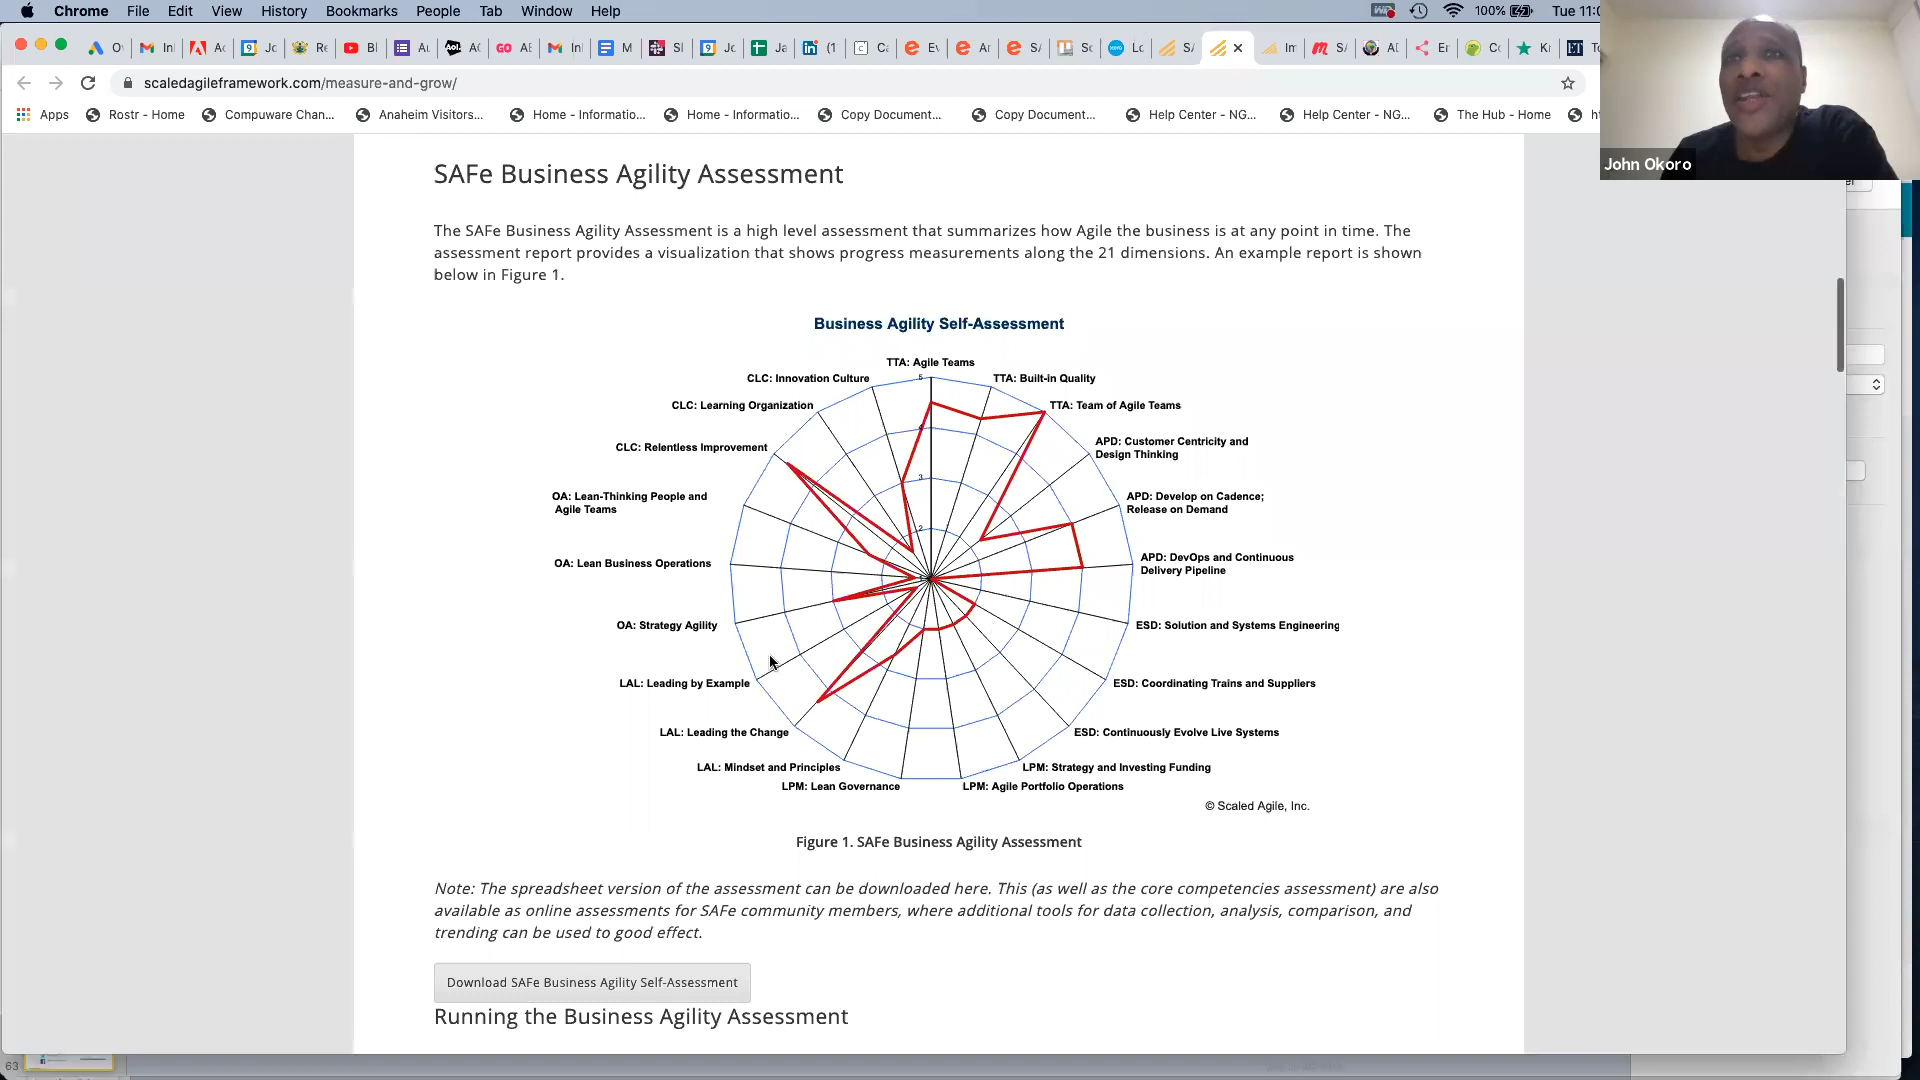 Chrome File Edit View History Bookmarks People Tab Window Help 100% Tue 11:0
scaledagileframework.com/measure-and-grow/
Apps Rostr - Home Compuware Chan... Anaheim Visitors... Home - Informatio... Home - Informatio... Copy Document... Copy Document... Help Center - NG... Help Center - NG... The Hub - Home
John Okoro
SAFe Business Agility Assessment
The SAFe Business Agility Assessment is a high level assessment that summarizes how Agile the business is at any point in time. The
assessment report provides a visualization that shows progress measurements along the 21 dimensions. An example report is shown
below in Figure 1.
Business Agility Self-Assessment
TTA: Agile Teams
CLC: Innovation Culture
TTA: Built-in Quality
CLC: Learning Organization
TTA: Team of Agile Teams
CLC: Relentless Improvement
APD: Customer Centricity and
Design Thinking
OA: Lean-Thinking People and
Agile Teams
APD: Develop on Cadence;
Release on Demand
OA: Lean Business Operations
APD: DevOps and Continuous
Delivery Pipeline
OA: Strategy Agility
ESD: Solution and Systems Engineering
LAL: Leading by Example
ESD: Coordinating Trains and Suppliers
LAL: Leading the Change
ESD: Continuously Evolve Live Systems
LAL: Mindset and Principles
LPM: Strategy and Investing Funding
LPM: Lean Governance
LPM: Agile Portfolio Operations
5
4
3
2
© Scaled Agile, Inc.
Figure 1. SAFe Business Agility Assessment
Note: The spreadsheet version of the assessment can be downloaded here. This (as well as the core competencies assessment) are also
available as online assessments for SAFe community members, where additional tools for data collection, analysis, comparison, and
trending can be used to good effect.
Download SAFe Business Agility Self-Assessment
Running the Business Agility Assessment
63